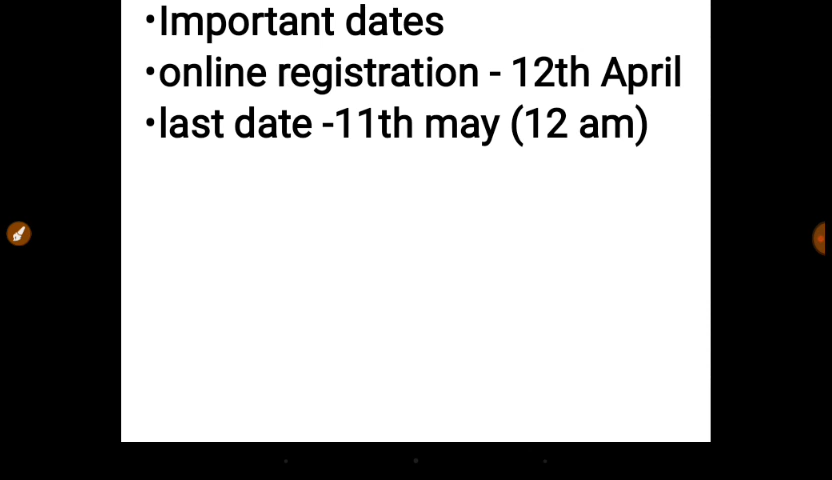 •Important dates
•online registration - 12th April
•last date -11th may (12 am)